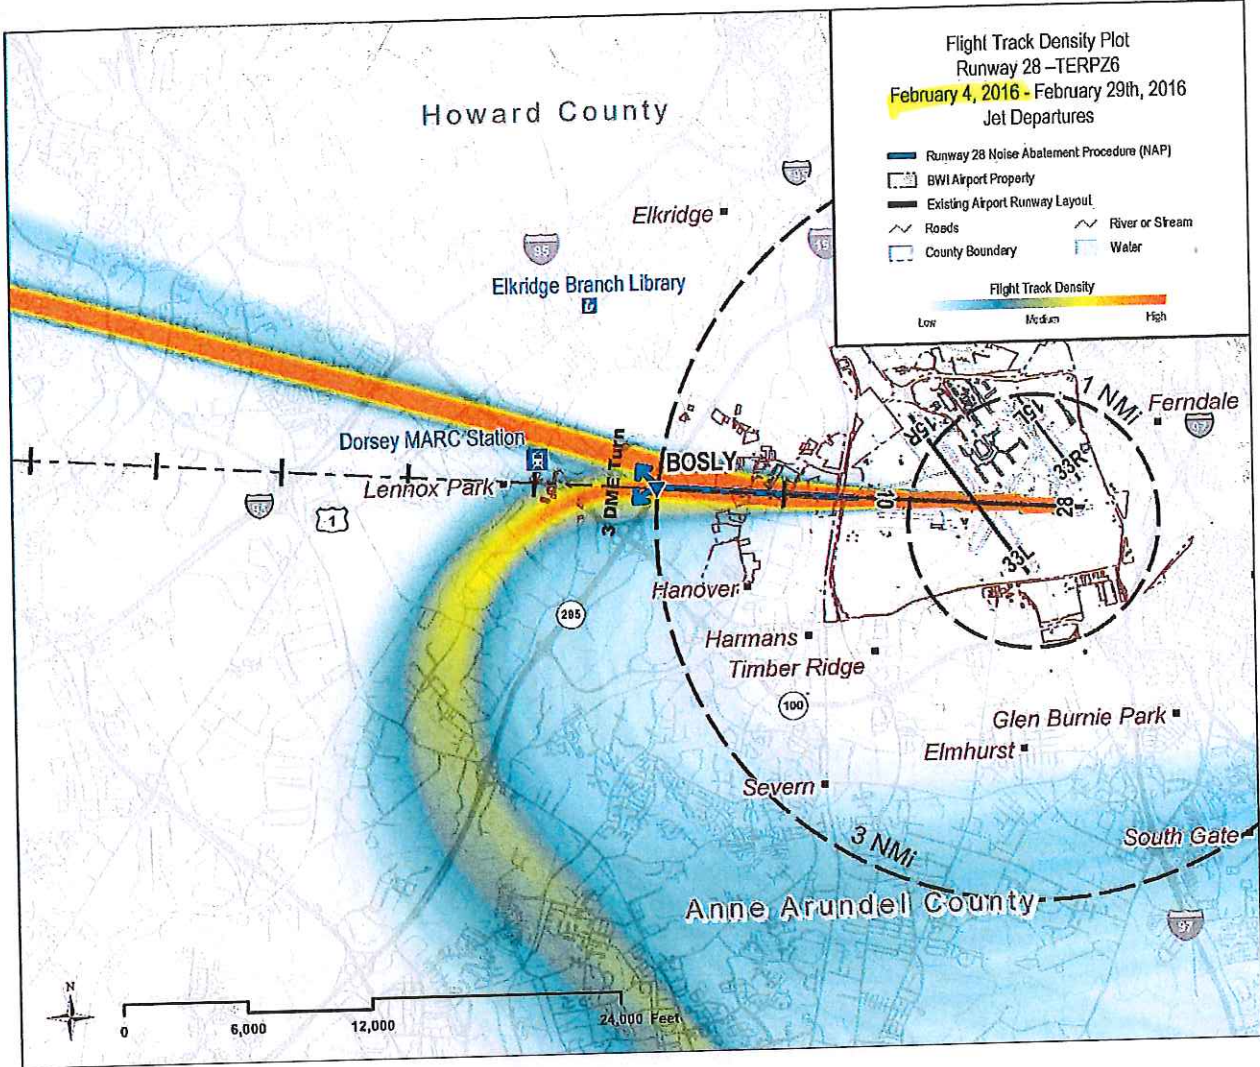 Flight Track Density Plot
Runway 28 –TERPZ6
February 4, 2016 - February 29th, 2016
Jet Departures
Runway 28 Noise Abatement Procedure (NAP)
BWI Airport Property
Existing Airport Runway Layout
Roads
River or Stream
County Boundary
Water
Flight Track Density
Low
Medium
High
Howard County
Elkridge
95
Elkridge Branch Library
1 NMi
Ferndale
97
15R
15L
33R
Dorsey MARC Station
3 DME Turn
BOSLY
Lennox Park
1
10
28
33L
Hanover
295
Harmans
Timber Ridge
100
Glen Burnie Park
Elmhurst
Severn
3 NMi
South Gate
Anne Arundel County
97
N
0
6,000
12,000
24,000 Feet